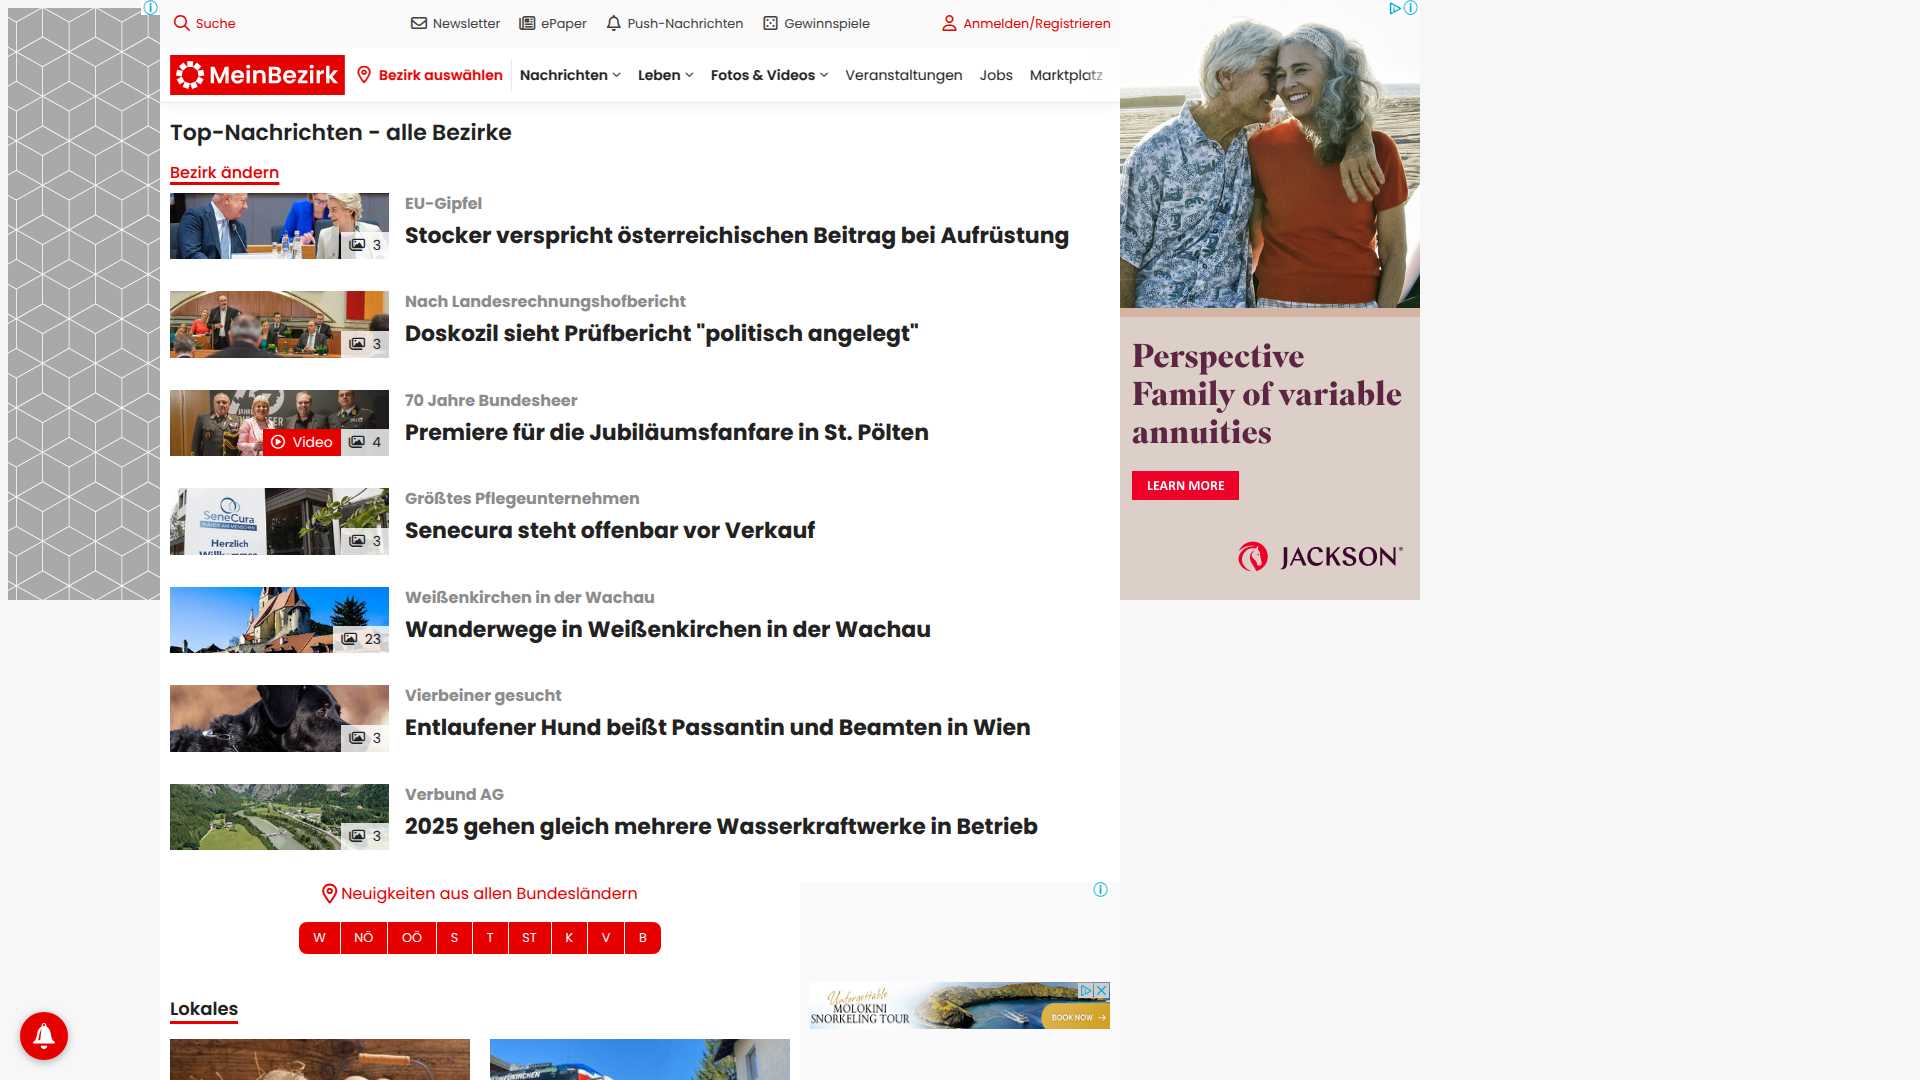 Suche
Newsletter
ePaper
Push-Nachrichten
Gewinnspiele
Anmelden/Registrieren
MeinBezirk
Bezirk auswählen
Nachrichten
Leben
Fotos & Videos
Veranstaltungen
Jobs
Marktplatz
Top-Nachrichten - alle Bezirke
Bezirk ändern
3
EU-Gipfel
Stocker verspricht österreichischen Beitrag bei Aufrüstung
3
Nach Landesrechnungshofbericht
Doskozil sieht Prüfbericht "politisch angelegt"
Video
4
70 Jahre Bundesheer
Premiere für die Jubiläumsfanfare in St. Pölten
SeneCura
Herzlich
3
Größtes Pflegeunternehmen
Senecura steht offenbar vor Verkauf
23
Weißenkirchen in der Wachau
Wanderwege in Weißenkirchen in der Wachau
3
Vierbeiner gesucht
Entlaufener Hund beißt Passantin und Beamten in Wien
3
Verbund AG
2025 gehen gleich mehrere Wasserkraftwerke in Betrieb
Neuigkeiten aus allen Bundesländern
W
NÖ
OÖ
S
T
ST
K
V
B
Lokales
Perspective
Family of variable
annuities
LEARN MORE
JACKSON®
Unforgettable
MOLOKINI
SNORKELING TOUR
BOOK NOW